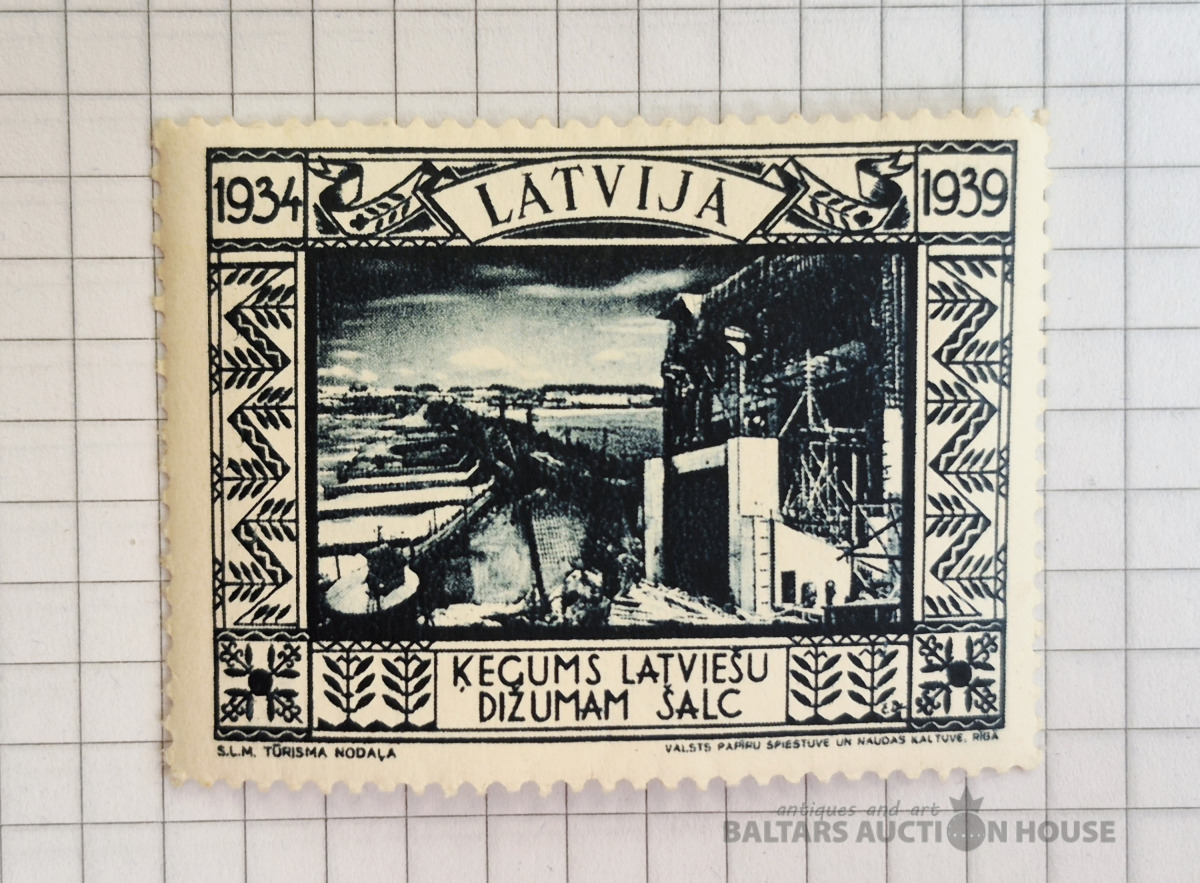 1934 LATVIJA 1939
ĶEGUMS LATVIEŠU
DIŽUMAM ŠALC
S.L.M. TŪRISMA NODAĻA
VALSTS PAPĪRU SPIESTUVE UN NAUDAS KALTUVE, RĪGĀ
antiques and art
BALTARS AUCTION HOUSE